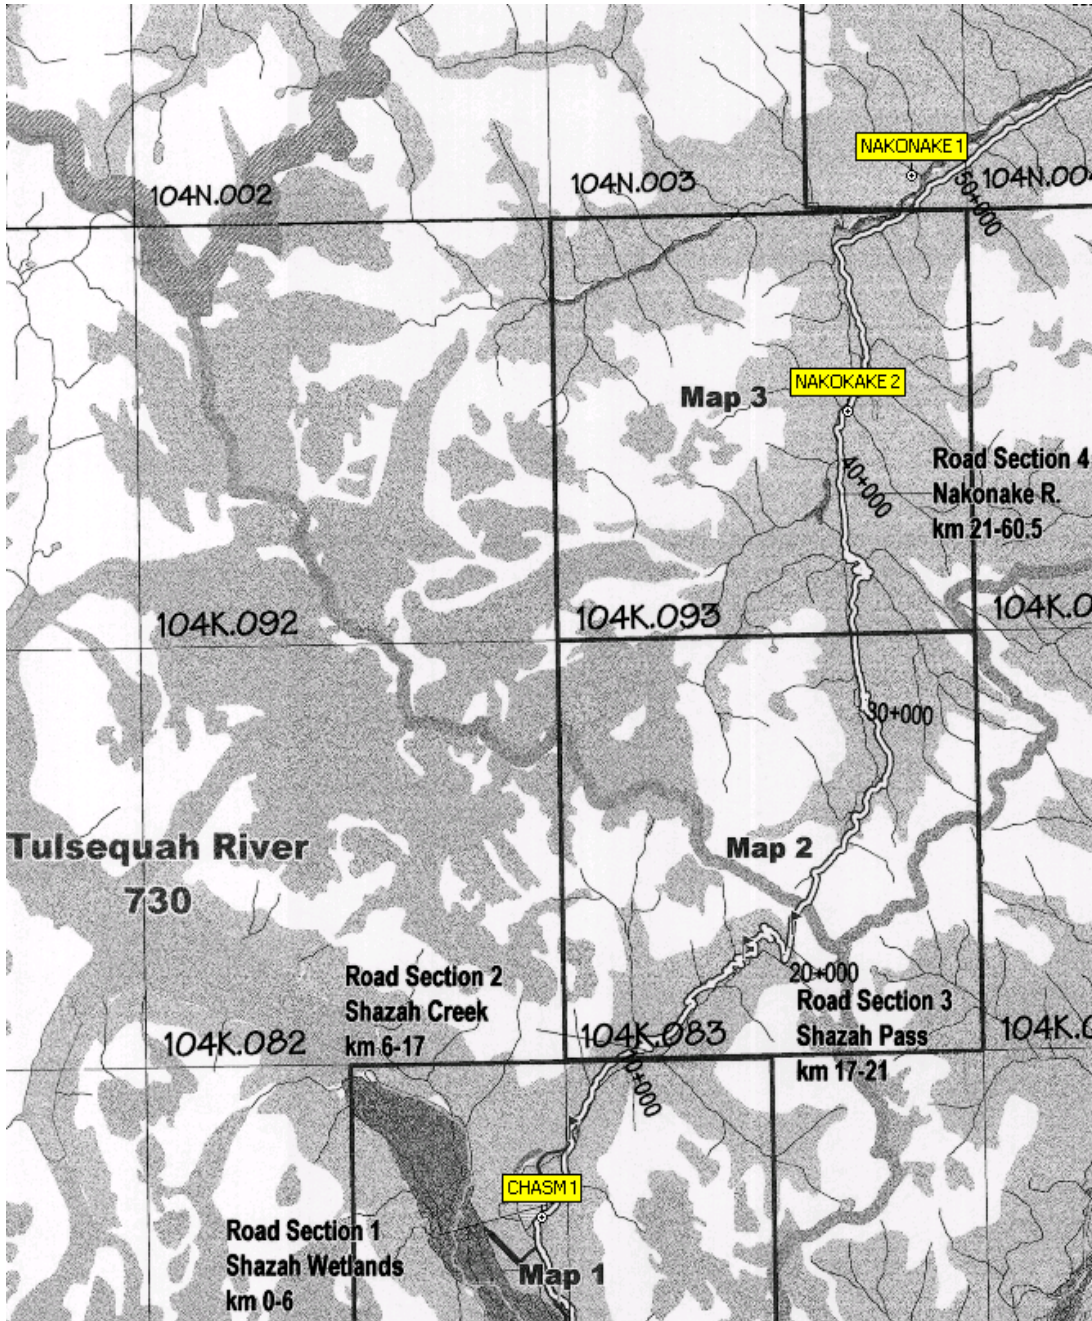 NAKONAKE 1
104N.002
104N.003
104N.004
50+000
NAKOKAKE 2
Map 3
40+000
Road Section 4
Nakonake R.
km 21-60.5
104K.092
104K.093
104K.0
30+000
Tulsequah River
730
Map 2
20+000
Road Section 2
Shazah Creek
km 6-17
Road Section 3
Shazah Pass
km 17-21
104K.082
104K.083
104K.0
10+000
CHASM 1
Road Section 1
Shazah Wetlands
km 0-6
Map 1